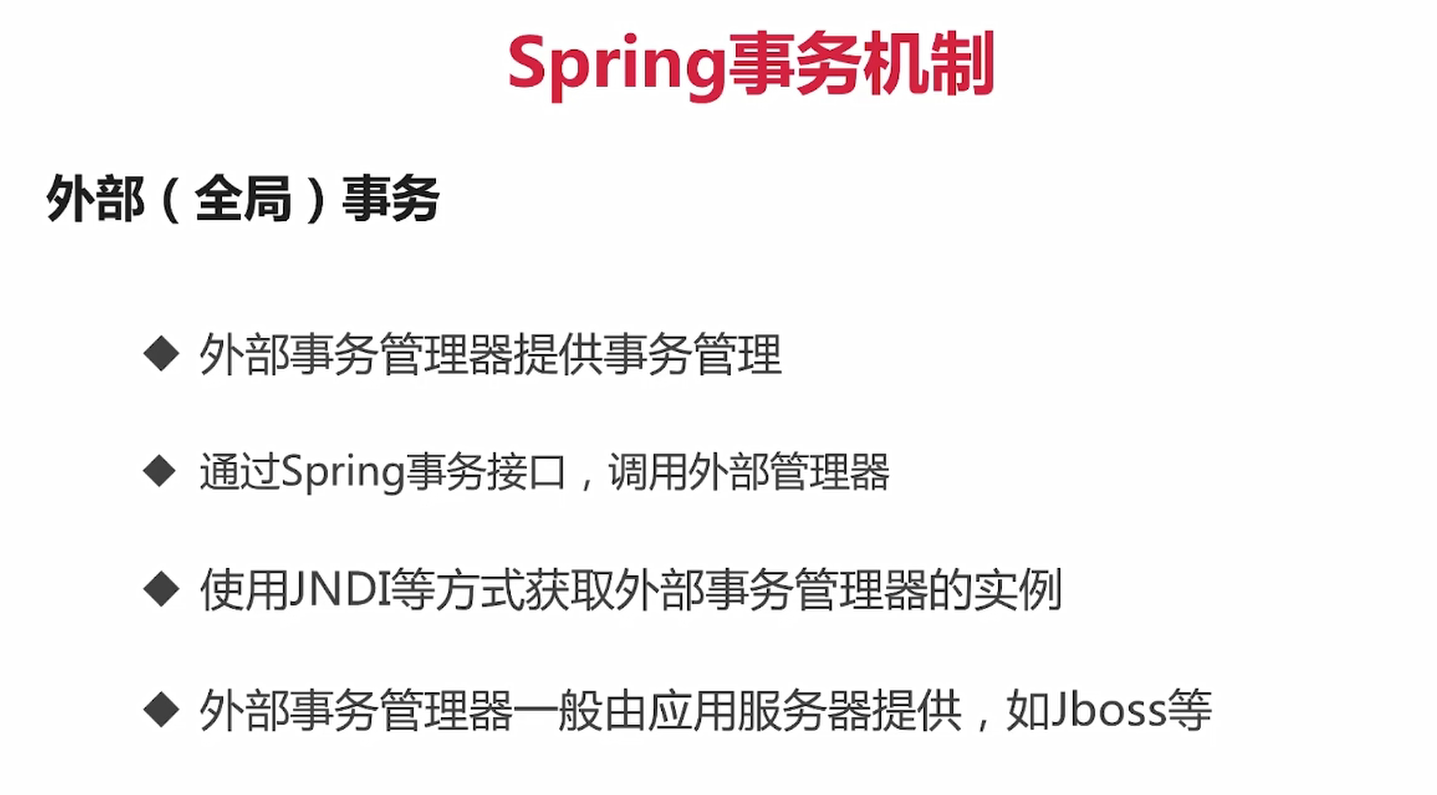 Spring事务机制
外部（全局）事务
◆ 外部事务管理器提供事务管理
◆ 通过Spring事务接口，调用外部管理器
◆ 使用JNDI等方式获取外部事务管理器的实例
◆ 外部事务管理器一般由应用服务器提供，如Jboss等